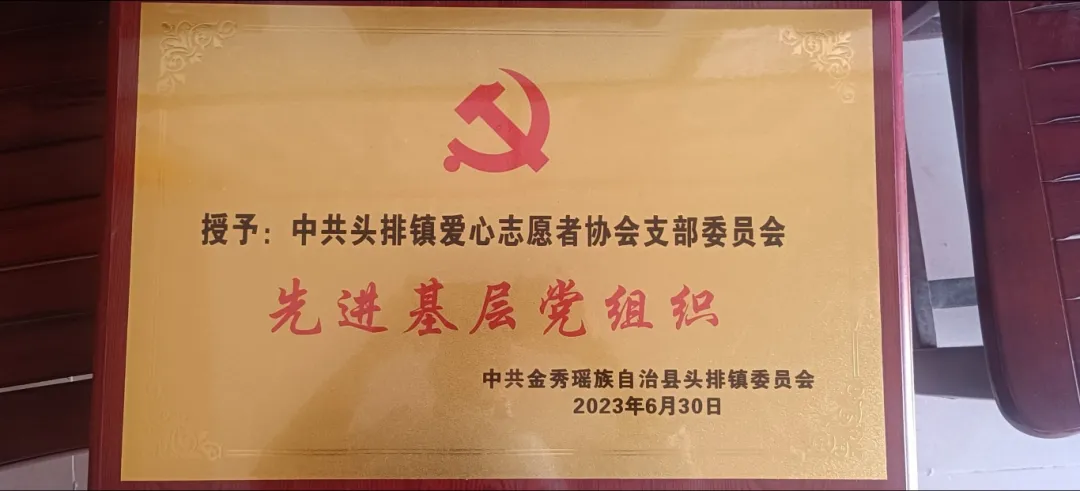 授予：中共头排镇爱心志愿者协会支部委员会
先进基层党组织
中共金秀瑶族自治县头排镇委员会
2023年6月30日